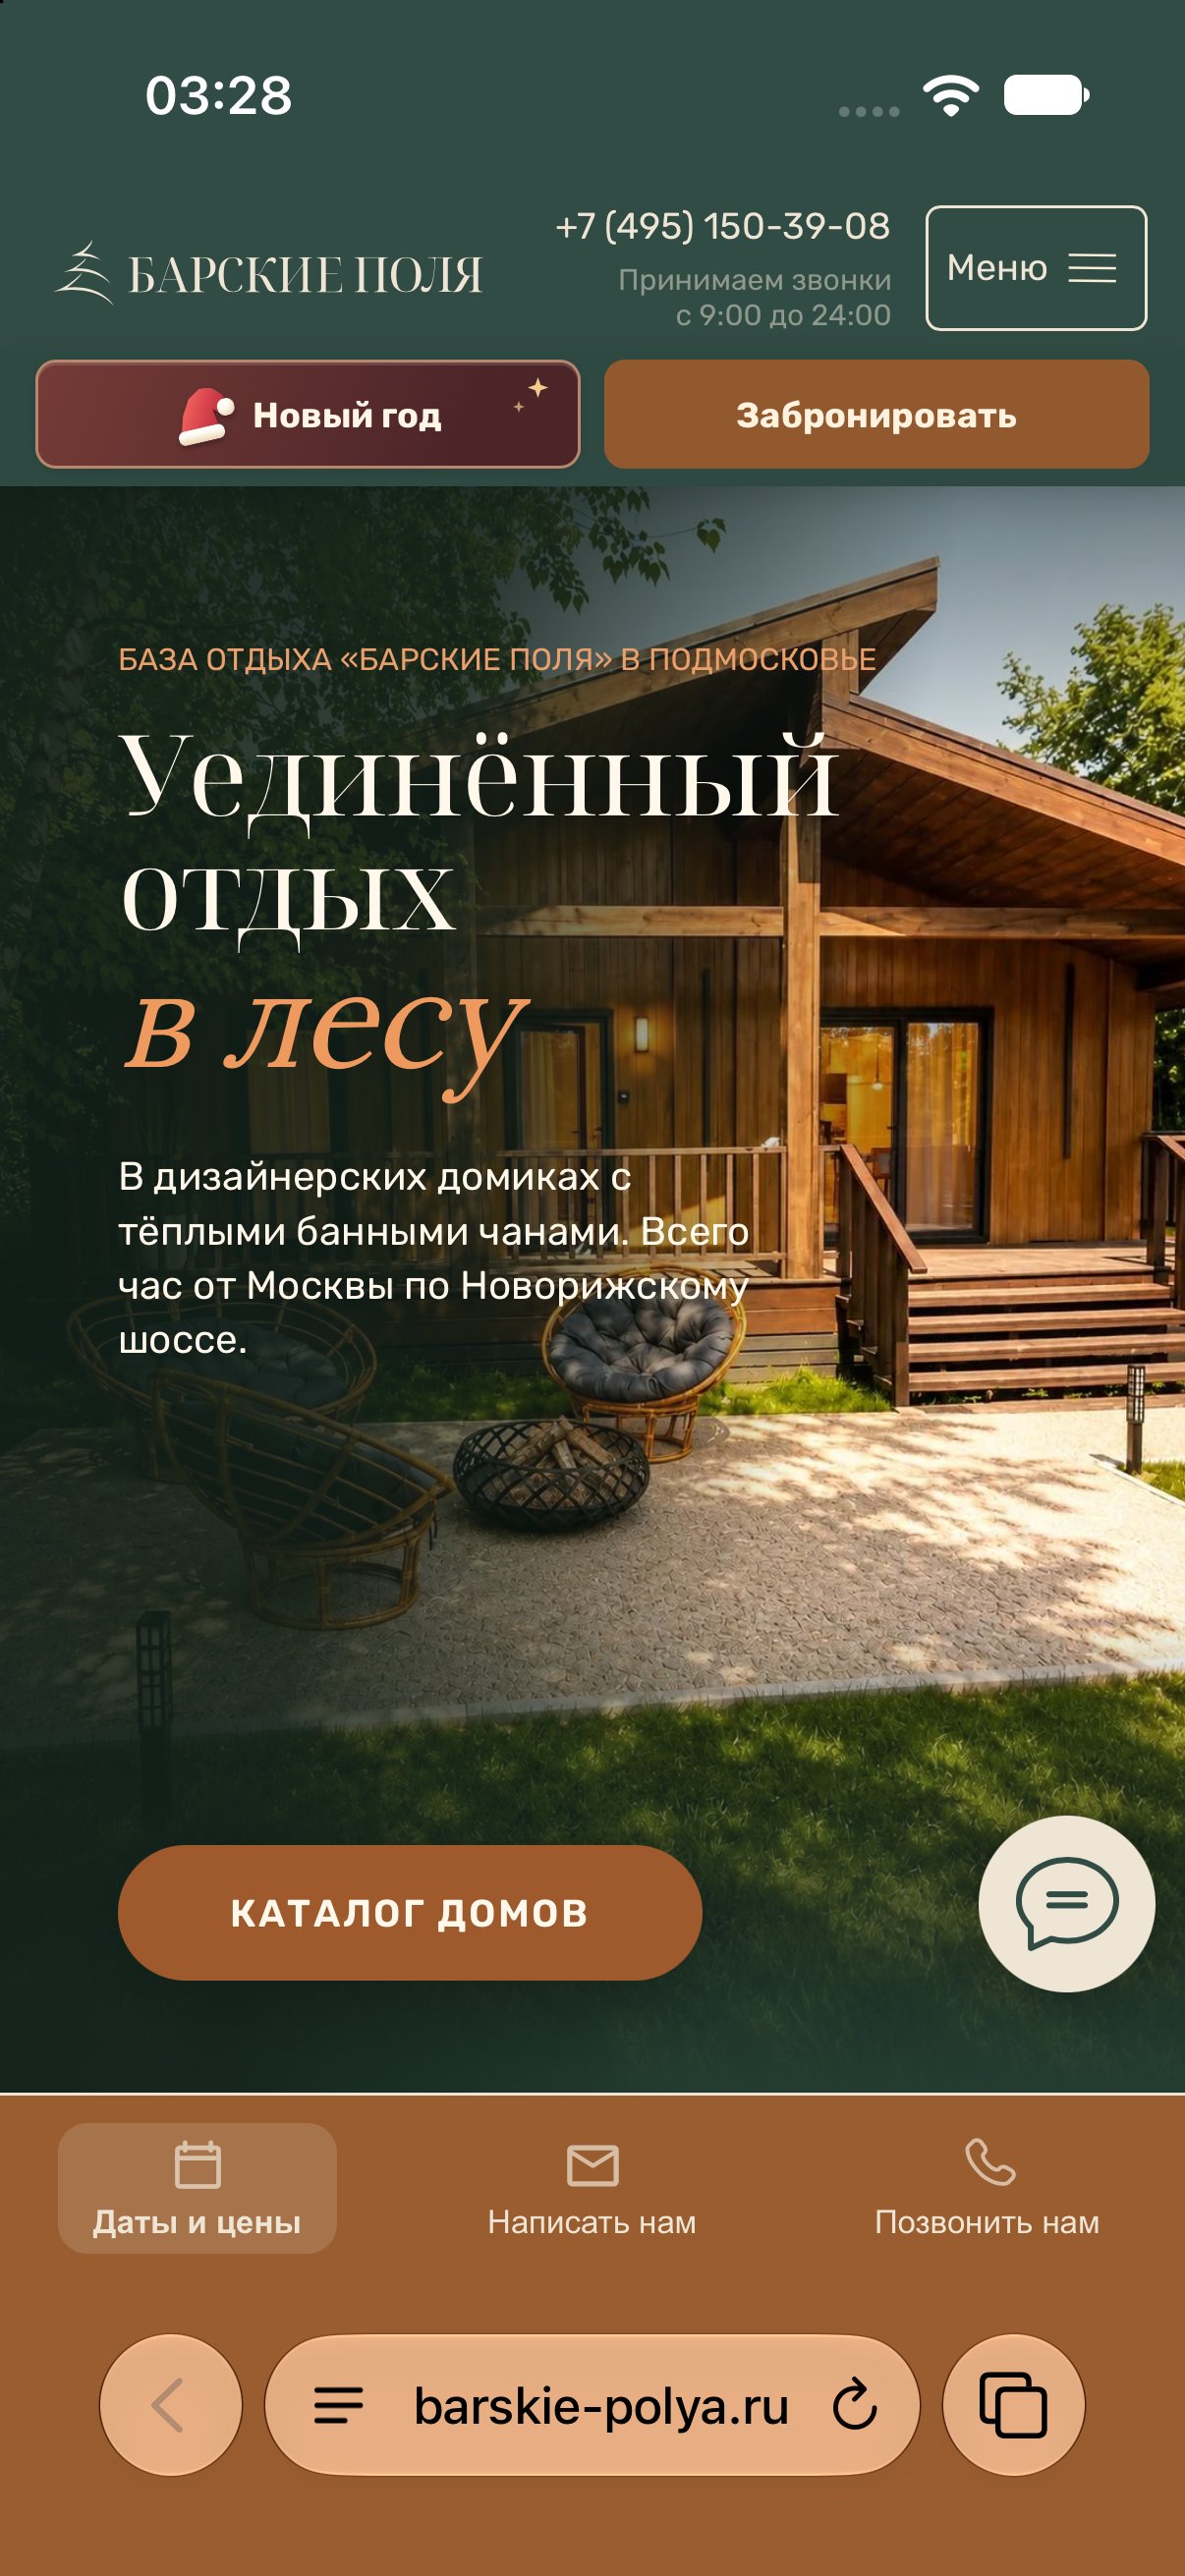 03:28
БАРСКИЕ ПОЛЯ
+7 (495) 150-39-08
Принимаем звонки
с 9:00 до 24:00
Меню
Новый год
Забронировать
БАЗА ОТДЫХА «БАРСКИЕ ПОЛЯ» В ПОДМОСКОВЬЕ
Уединённый
отдых
в лесу
В дизайнерских домиках с
тёплыми банными чанами. Всего
час от Москвы по Новорижскому
шоссе.
КАТАЛОГ ДОМОВ
Даты и цены
Написать нам
Позвонить нам
barskie-polya.ru